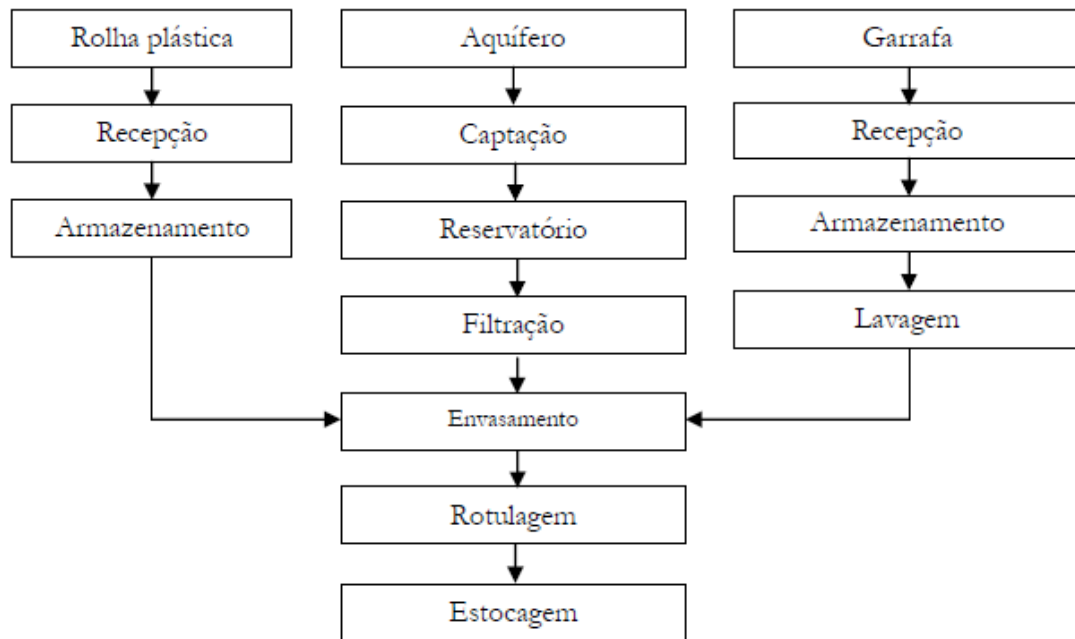 Rolha plástica
Aquífero
Garrafa
Recepção
Captação
Recepção
Armazenamento
Reservatório
Armazenamento
Filtração
Lavagem
Envasamento
Rotulagem
Estocagem